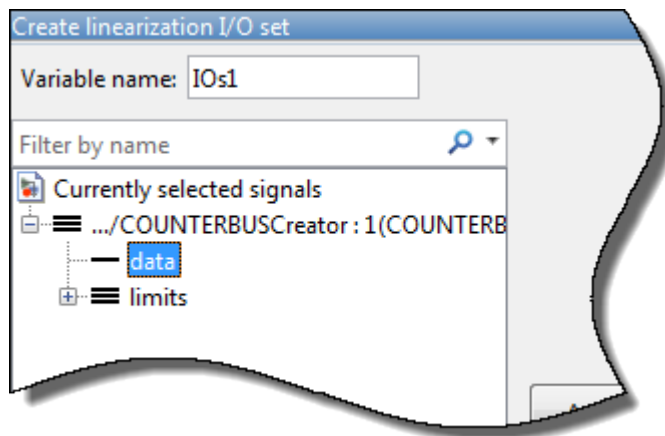 Create linearization I/O set
Variable name: IOs1
Filter by name
Currently selected signals
.../COUNTERBUSCreator : 1(COUNTERB
data
limits